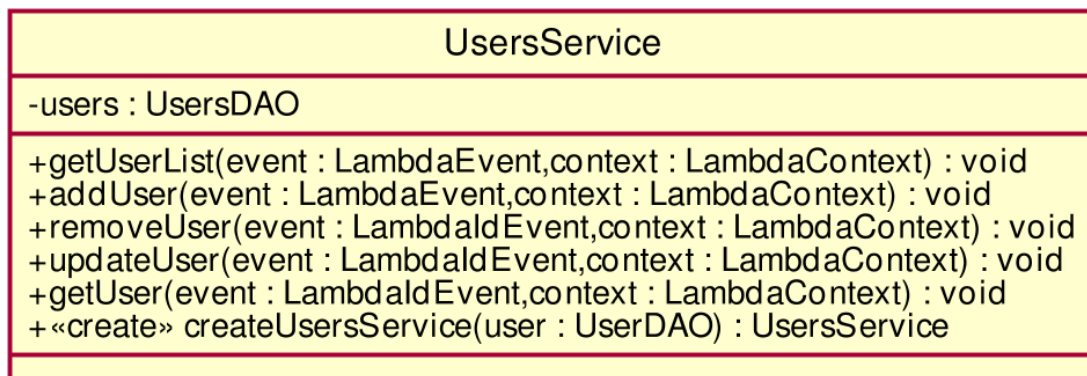 UsersService
-users : UsersDAO
+getUserList(event : LambdaEvent,context : LambdaContext) : void
+addUser(event : LambdaEvent,context : LambdaContext) : void
+removeUser(event : LambdaIdEvent,context : LambdaContext) : void
+updateUser(event : LambdaIdEvent,context : LambdaContext) : void
+getUser(event : LambdaIdEvent,context : LambdaContext) : void
+«create» createUsersService(user : UserDAO) : UsersService